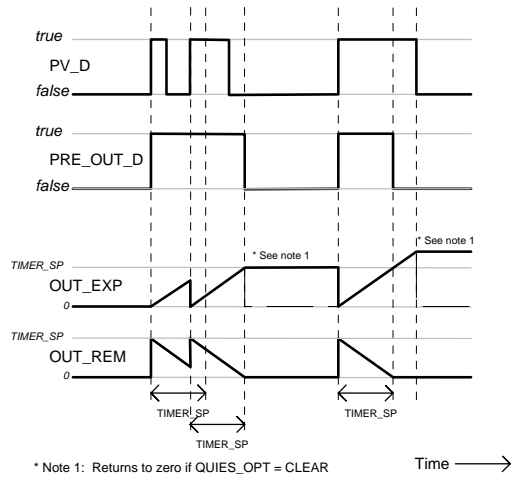 true
PV_D
false
true
PRE_OUT_D
false
* See note 1
* See note 1
TIMER_SP
OUT_EXP
0
TIMER_SP
OUT_REM
0
TIMER_SP
TIMER_SP
TIMER_SP
* Note 1: Returns to zero if QUIES_OPT = CLEAR
Time